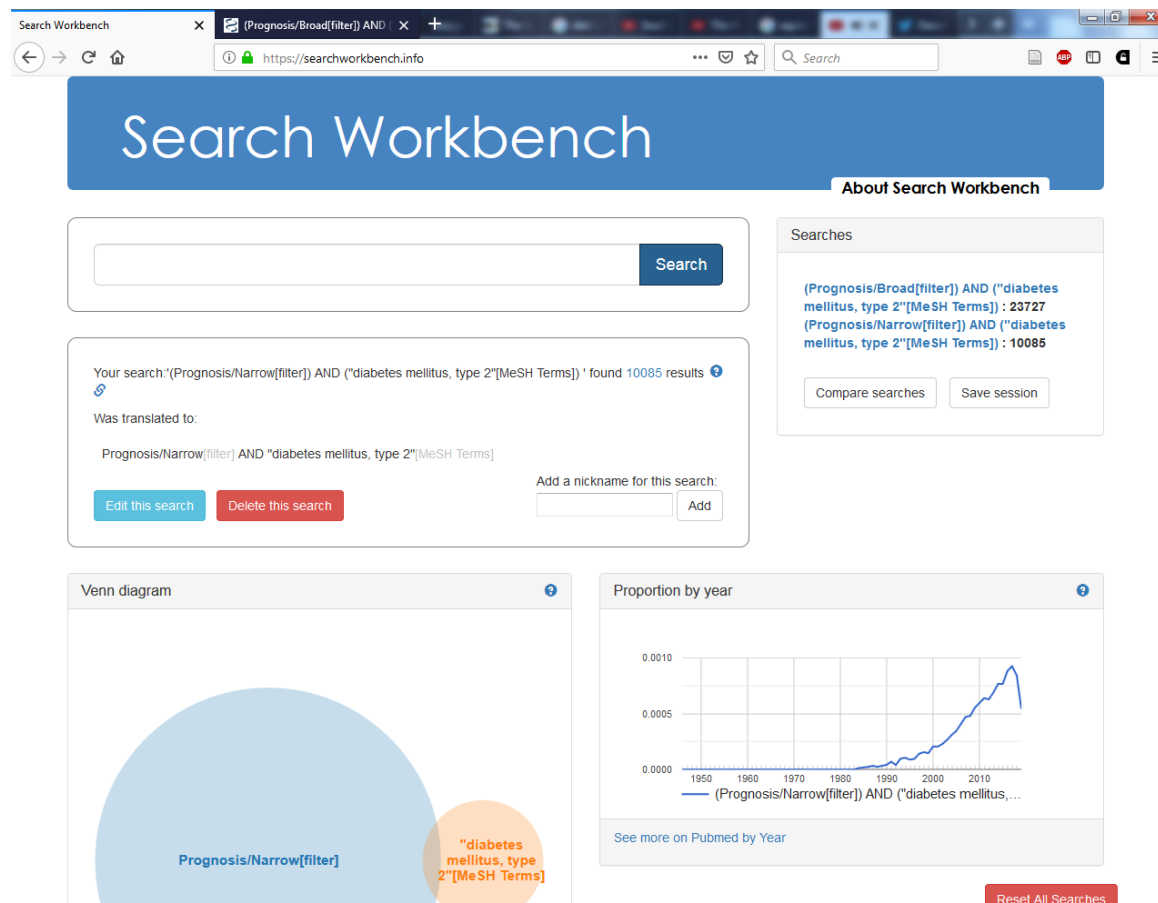 Search Workbench
(Prognosis/Broad[filter]) AND (
https://searchworkbench.info
Search
Search Workbench
About Search Workbench
Search
Searches
(Prognosis/Broad[filter]) AND ("diabetes
mellitus, type 2"[MeSH Terms]) : 23727
(Prognosis/Narrow[filter]) AND ("diabetes
mellitus, type 2"[MeSH Terms]) : 10085
Compare searches
Save session
Your search:'(Prognosis/Narrow[filter]) AND ("diabetes mellitus, type 2"[MeSH Terms]) ' found 10085 results
Was translated to:
Prognosis/Narrow[filter] AND "diabetes mellitus, type 2"[MeSH Terms]
Add a nickname for this search:
Edit this search
Delete this search
Add
Venn diagram
Prognosis/Narrow[filter]
"diabetes
mellitus, type
2"[MeSH Terms]
Proportion by year
0.0010
0.0005
0.0000
1950 1960 1970 1980 1990 2000 2010
(Prognosis/Narrow[filter]) AND ("diabetes mellitus,...
See more on Pubmed by Year
Reset All Searches